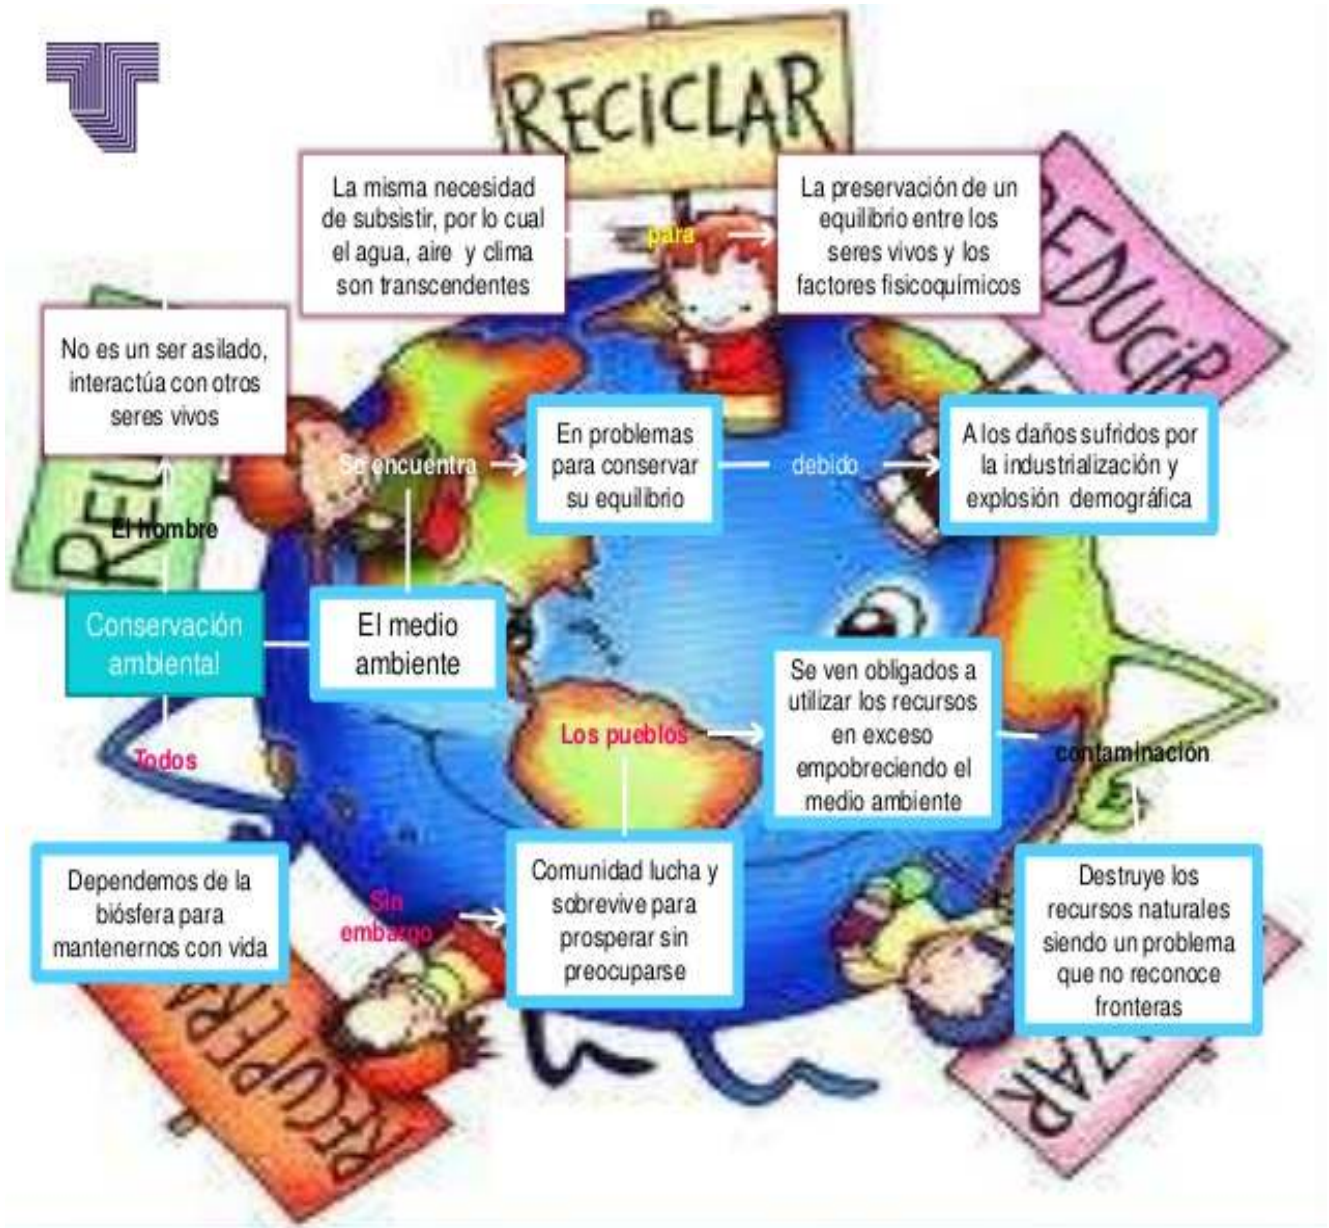 RECICLAR
La misma necesidad
de subsistir, por lo cual
el agua, aire y clima
son transcendentes
para
La preservación de un
equilibrio entre los
seres vivos y los
factores fisicoquímicos
REDUCIR
No es un ser asilado,
interactúa con otros
seres vivos
Se encuentra
En problemas
para conservar
su equilibrio
debido
A los daños sufridos por
la industrialización y
explosión demográfica
El hombre
Conservación
ambiental
El medio
ambiente
Todos
Los pueblos
Se ven obligados a
utilizar los recursos
en exceso
empobreciendo el
medio ambiente
contaminación
Dependemos de la
biósfera para
mantenernos con vida
Sin
embargo
Comunidad lucha y
sobrevive para
prosperar sin
preocuparse
Destruye los
recursos naturales
siendo un problema
que no reconoce
fronteras
RECUPERA